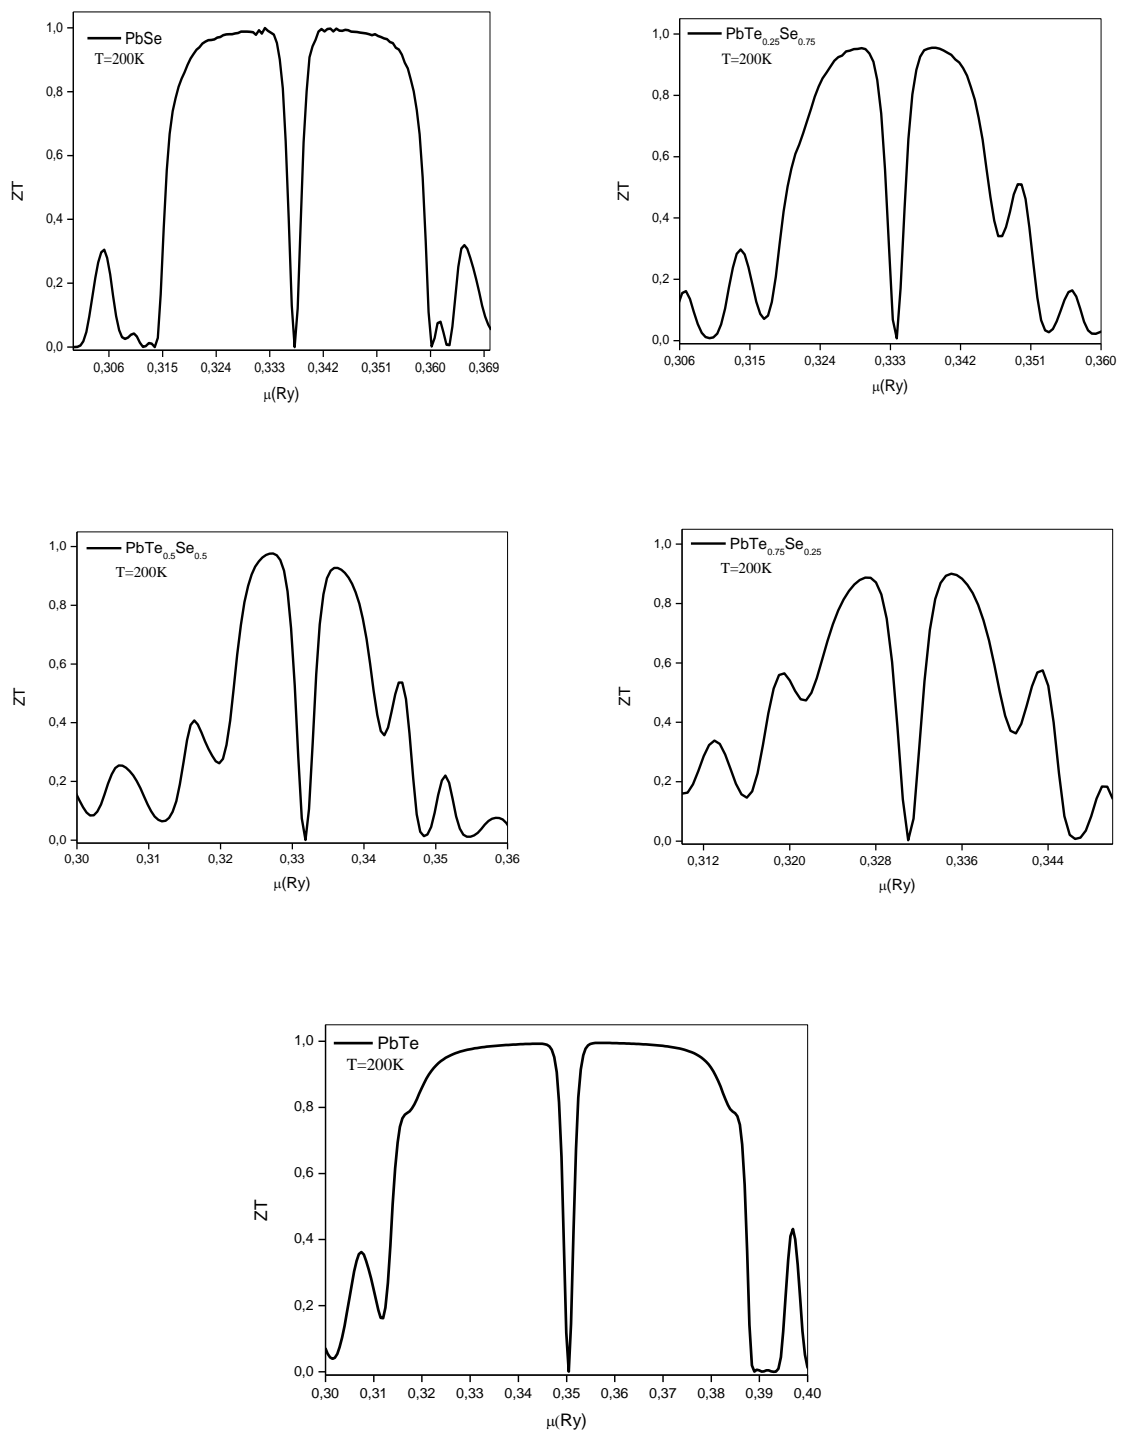 PbSe
T=200K
1,0
0,8
0,6
0,4
0,2
0,0
ZT
0,306 0,315 0,324 0,333 0,342 0,351 0,360 0,369
μ(Ry)
PbTe0.25Se0.75
T=200K
1,0
0,8
0,6
0,4
0,2
0,0
ZT
0,306 0,315 0,324 0,333 0,342 0,351 0,360
μ(Ry)
PbTe0.5Se0.5
T=200K
1,0
0,8
0,6
0,4
0,2
0,0
ZT
0,30 0,31 0,32 0,33 0,34 0,35 0,36
μ(Ry)
PbTe0.75Se0.25
T=200K
1,0
0,8
0,6
0,4
0,2
0,0
ZT
0,312 0,320 0,328 0,336 0,344
μ(Ry)
PbTe
T=200K
1,0
0,8
0,6
0,4
0,2
0,0
ZT
0,30 0,31 0,32 0,33 0,34 0,35 0,36 0,37 0,38 0,39 0,40
μ(Ry)